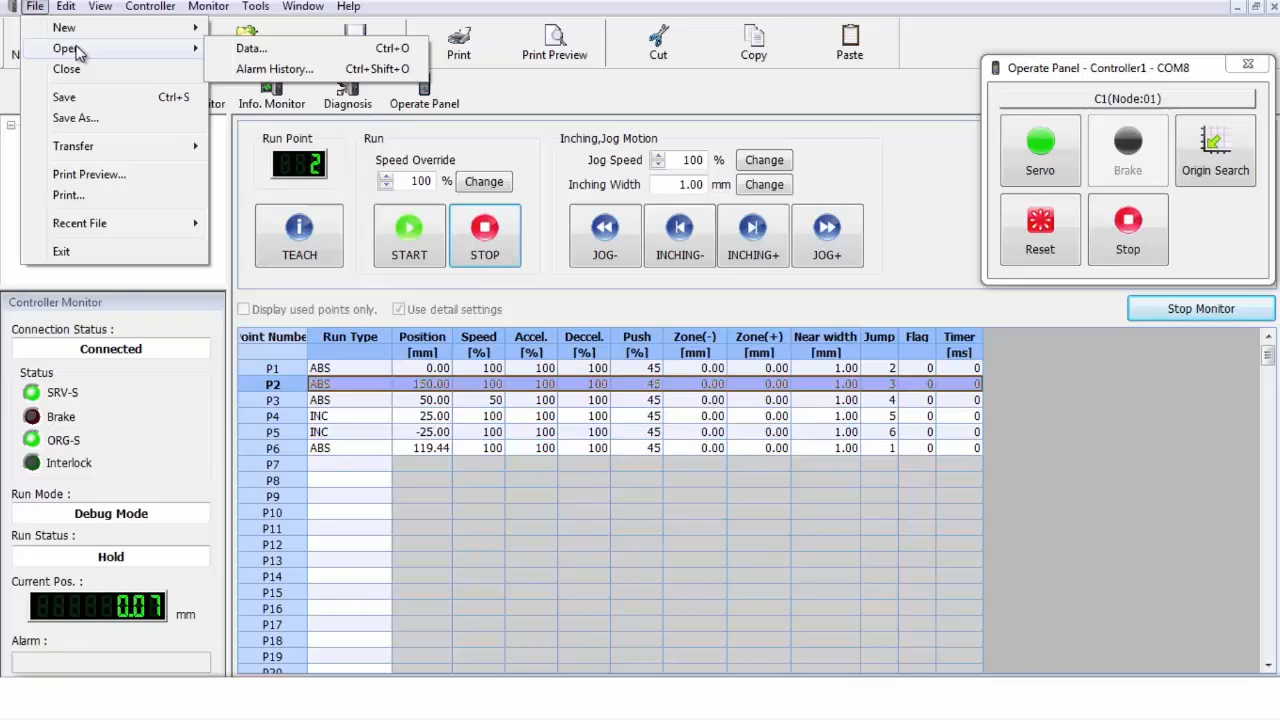 File Edit View Controller Monitor Tools Window Help
New
Open
Data... Ctrl+O
Close
Alarm History... Ctrl+Shift+O
Save Ctrl+S
Save As...
Transfer
Print Preview...
Print...
Recent File
Exit
Print Print Preview Cut Copy Paste
Info. Monitor Diagnosis Operate Panel
Operate Panel - Controller1 - COM8
C1(Node:01)
Servo Brake Origin Search
Reset Stop
Run Point
2
TEACH
Run
Speed Override
100 % Change
START STOP
Inching,Jog Motion
Jog Speed 100 % Change
Inching Width 1.00 mm Change
JOG- INCHING- INCHING+ JOG+
Display used points only. Use detail settings
Stop Monitor
Controller Monitor
Connection Status :
Connected
Status
SRV-S
Brake
ORG-S
Interlock
Run Mode :
Debug Mode
Run Status :
Hold
Current Pos. :
0.07 mm
Alarm :
oint Numbe Run Type Position Speed Accel. Deccel. Push Zone(-) Zone(+) Near width Jump Flag Timer
[mm] [%] [%] [%] [%] [mm] [mm] [mm] [ms]
P1 ABS 0.00 100 100 100 45 0.00 0.00 1.00 2 0 0
P2 ABS 150.00 100 100 100 45 0.00 0.00 1.00 3 0 0
P3 ABS 50.00 50 100 100 45 0.00 0.00 1.00 4 0 0
P4 INC 25.00 100 100 100 45 0.00 0.00 1.00 5 0 0
P5 INC -25.00 100 100 100 45 0.00 0.00 1.00 6 0 0
P6 ABS 119.44 100 100 100 45 0.00 0.00 1.00 1 0 0
P7
P8
P9
P10
P11
P12
P13
P14
P15
P16
P17
P18
P19
P20